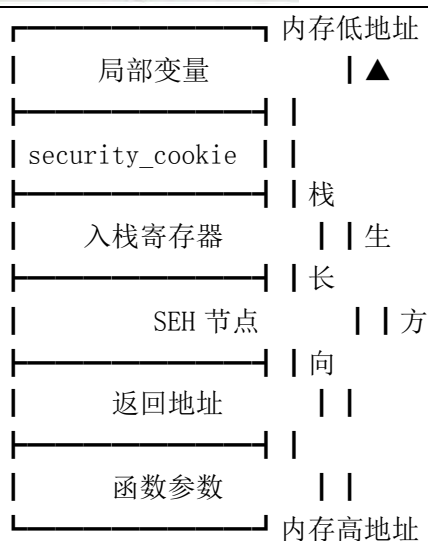 内存低地址
局部变量 ▲
security_cookie
栈
入栈寄存器 生
长
SEH 节点 方
向
返回地址
函数参数
内存高地址